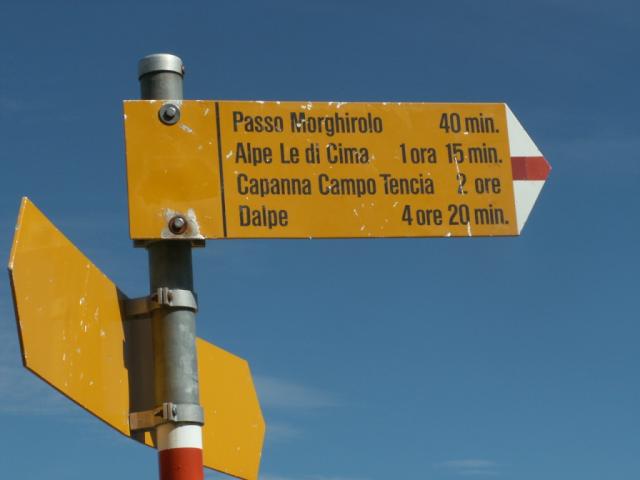 Passo Morghirolo 40 min.
Alpe Le di Cima 1 ora 15 min.
Capanna Campo Tencia 2 ore
Dalpe 4 ore 20 min.